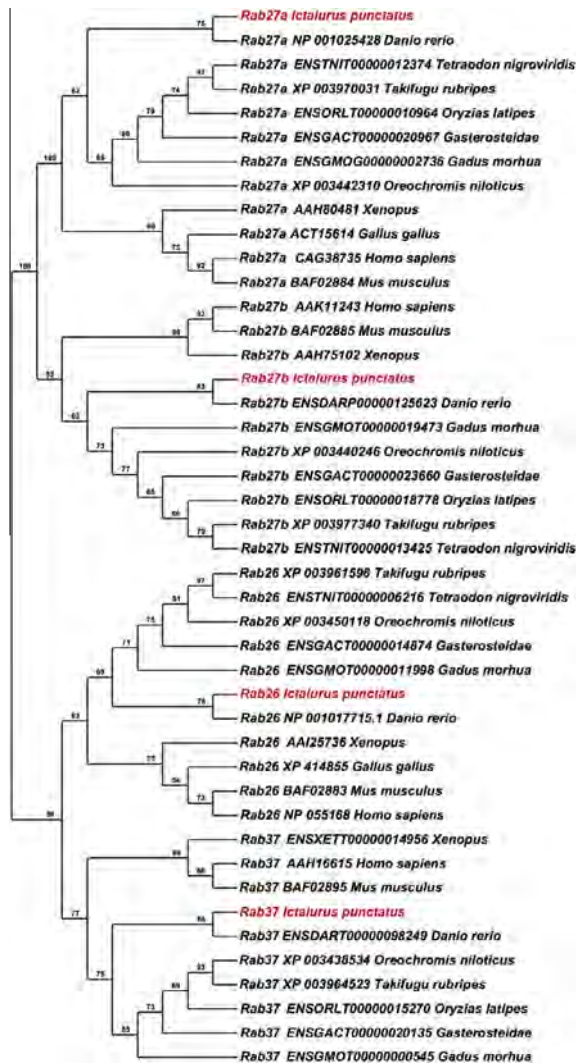 Rab27a Ictalurus punctatus
Rab27a NP 001025428 Danio rerio
Rab27a ENSTNIT00000012374 Tetraodon nigroviridis
Rab27a XP 003970031 Takifugu rubripes
Rab27a ENSORLT00000010964 Oryzias latipes
Rab27a ENSGACT00000020967 Gasterosteidae
Rab27a ENSGMOG00000002736 Gadus morhua
Rab27a XP 003442310 Oreochromis niloticus
Rab27a AAH80481 Xenopus
Rab27a ACT15614 Gallus gallus
Rab27a CAG38735 Homo sapiens
Rab27a BAF02884 Mus musculus
Rab27b AAK11243 Homo sapiens
Rab27b BAF02885 Mus musculus
Rab27b AAH75102 Xenopus
Rab27b Ictalurus punctatus
Rab27b ENSDARP00000125623 Danio rerio
Rab27b ENSGMOT00000019473 Gadus morhua
Rab27b XP 003440246 Oreochromis niloticus
Rab27b ENSGACT00000023660 Gasterosteidae
Rab27b ENSORLT00000018778 Oryzias latipes
Rab27b XP 003977340 Takifugu rubripes
Rab27b ENSTNIT00000013425 Tetraodon nigroviridis
Rab26 XP 003961596 Takifugu rubripes
Rab26 ENSTNIT00000006216 Tetraodon nigroviridis
Rab26 XP 003450118 Oreochromis niloticus
Rab26 ENSGACT00000014874 Gasterosteidae
Rab26 ENSGMOT00000011998 Gadus morhua
Rab26 Ictalurus punctatus
Rab26 NP 001017715.1 Danio rerio
Rab26 AAI25736 Xenopus
Rab26 XP 414855 Gallus gallus
Rab26 BAF02883 Mus musculus
Rab26 NP 055168 Homo sapiens
Rab37 ENSXETT00000014956 Xenopus
Rab37 AAH16615 Homo sapiens
Rab37 BAF02895 Mus musculus
Rab37 Ictalurus punctatus
Rab37 ENSDART00000098249 Danio rerio
Rab37 XP 003438534 Oreochromis niloticus
Rab37 XP 003964523 Takifugu rubripes
Rab37 ENSORLT00000015270 Oryzias latipes
Rab37 ENSGACT00000020135 Gasterosteidae
Rab37 ENSGMOT00000000545 Gadus morhua